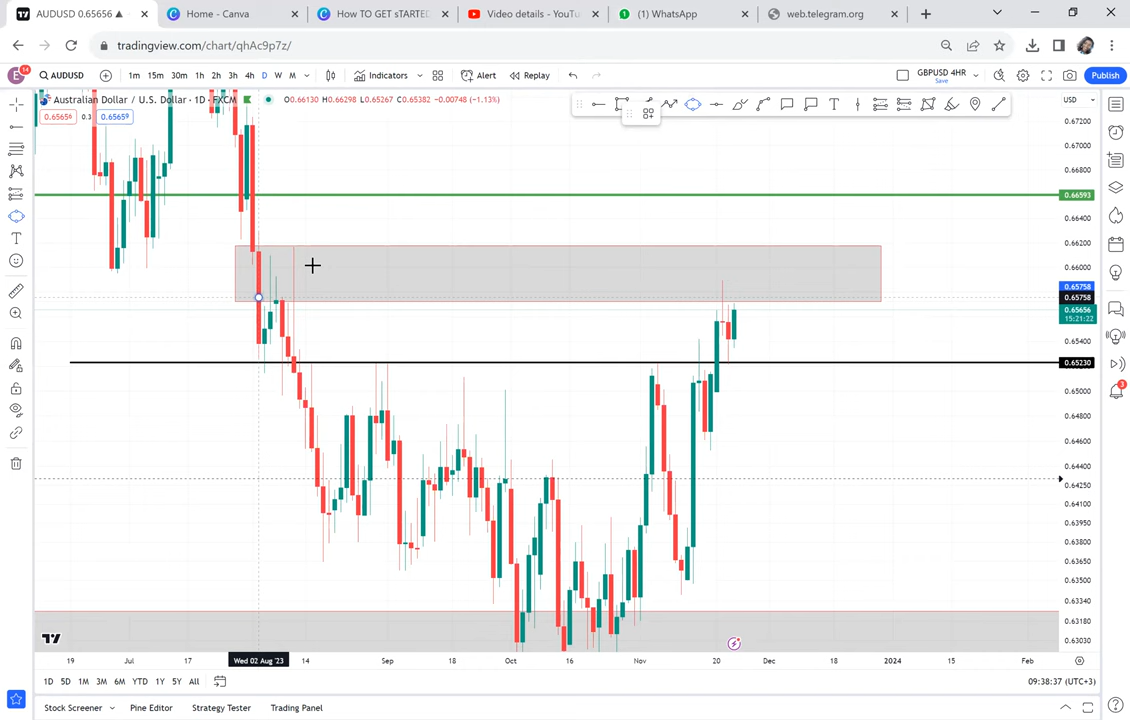 AUDUSD 0.65656 ▲
Home - Canva
How TO GET sTARTED
Video details - YouTu
(1) WhatsApp
web.telegram.org
tradingview.com/chart/qhAc9p7z/
E
14
AUDUSD
1m 15m 30m 1h 2h 3h 4h D W M
Indicators
Alert
Replay
GBPUSD 4HR
Save
Publish
Australian Dollar / U.S. Dollar · 1D · FXCM
O0.66130 H0.66298 L0.65267 C0.65382 -0.00748 (-1.13%)
USD
0.65656 0.3 0.65659
0.67200
0.67000
0.66800
0.66593
0.66400
0.66200
0.66000
0.65758
0.65758
0.65656
15:21:22
0.65400
0.65230
0.65000
0.64800
0.64600
0.64400
0.64250
0.64100
0.63950
0.63800
0.63650
0.63500
0.63340
0.63180
0.63030
3
19 Jul 17 Wed 02 Aug '23 14 Sep 18 Oct 16 Nov 20 Dec 18 2024 15 Feb
1D 5D 1M 3M 6M YTD 1Y 5Y All
09:38:37 (UTC+3)
Stock Screener Pine Editor Strategy Tester Trading Panel